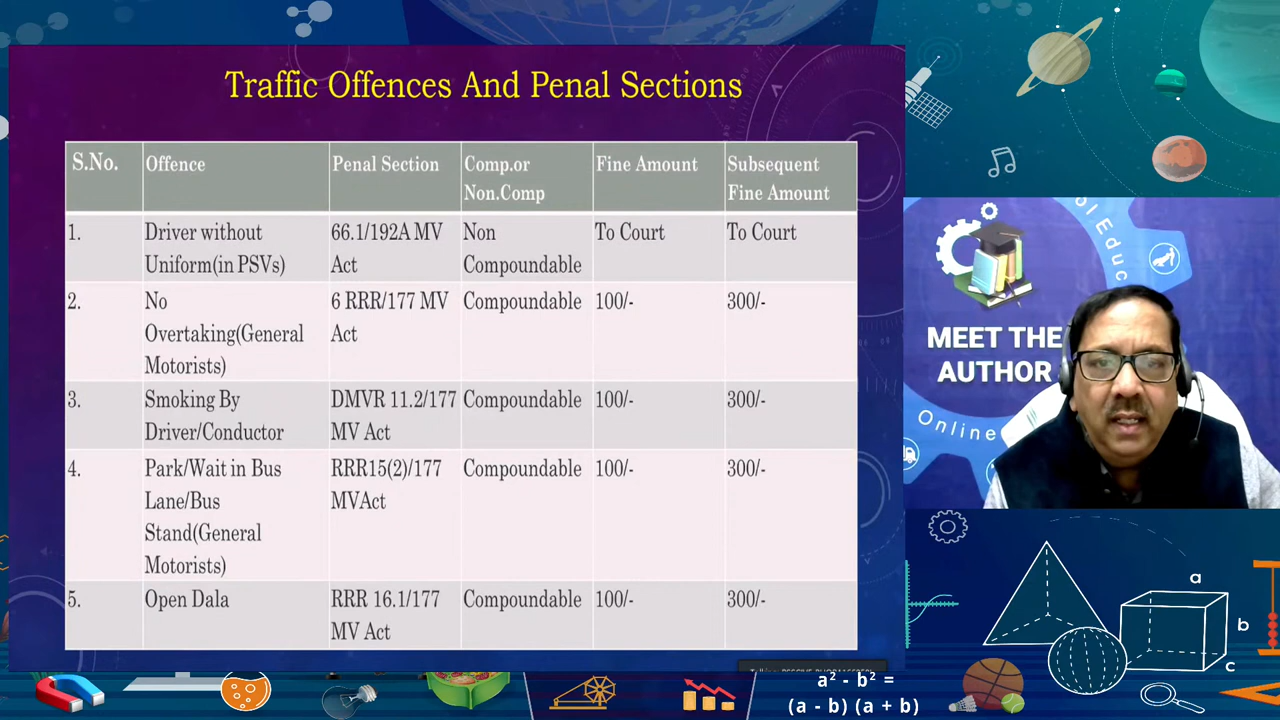 Traffic Offences And Penal Sections
S.No.
Offence
Penal Section
Comp.or
Non.Comp
Fine Amount
Subsequent
Fine Amount
1.
Driver without
Uniform(in PSVs)
66.1/192A MV
Act
Non
Compoundable
To Court
To Court
2.
No
Overtaking(General
Motorists)
6 RRR/177 MV
Act
Compoundable
100/-
300/-
3.
Smoking By
Driver/Conductor
DMVR 11.2/177
MV Act
Compoundable
100/-
300/-
4.
Park/Wait in Bus
Lane/Bus
Stand(General
Motorists)
RRR15(2)/177
MVAct
Compoundable
100/-
300/-
5.
Open Dala
RRR 16.1/177
MV Act
Compoundable
100/-
300/-
MEET THE
AUTHOR
Online
a
b
c
a² - b² =
(a - b) (a + b)